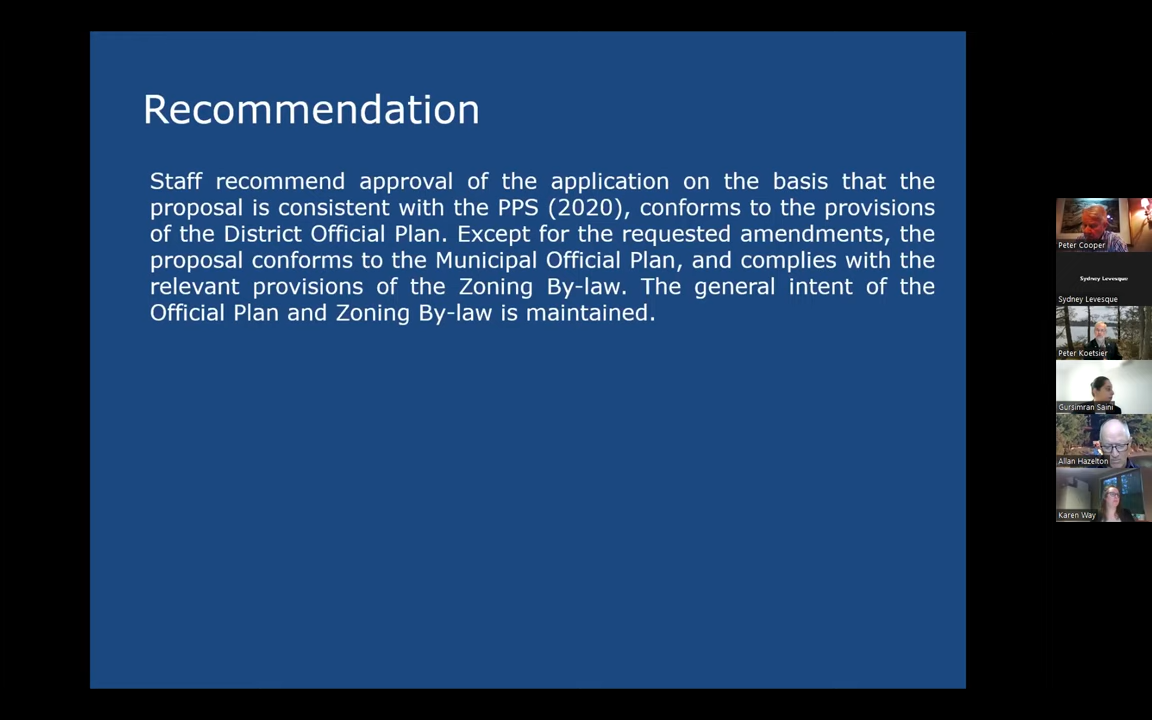 Recommendation
Staff recommend approval of the application on the basis that the
proposal is consistent with the PPS (2020), conforms to the provisions
of the District Official Plan. Except for the requested amendments, the
proposal conforms to the Municipal Official Plan, and complies with the
relevant provisions of the Zoning By-law. The general intent of the
Official Plan and Zoning By-law is maintained.
Peter Cooper
Sydney Levesque
Sydney Levesque
Peter Koetsier
Gursimran Saini
Allan Hazelton
Karen Way